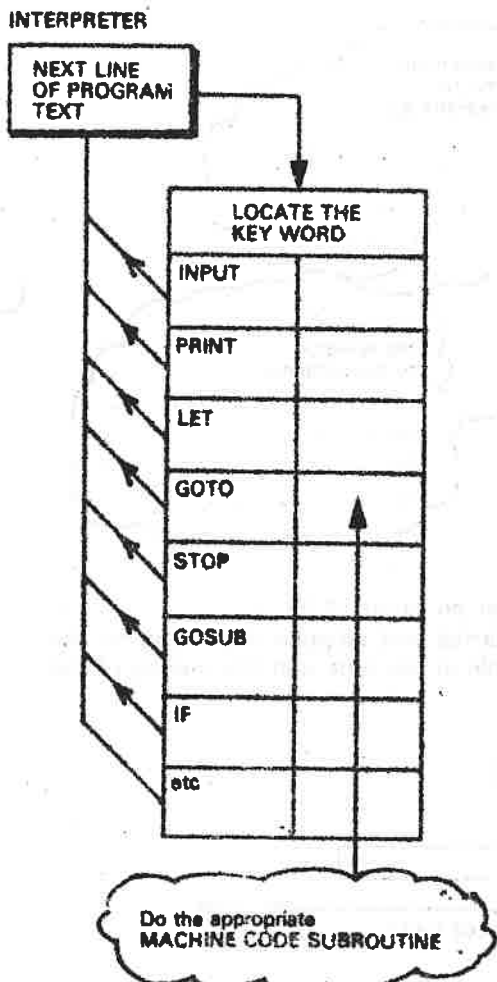 INTERPRETER
NEXT LINE
OF PROGRAM
TEXT
LOCATE THE
KEY WORD
INPUT
PRINT
LET
GOTO
STOP
GOSUB
IF
etc
Do the appropriate
MACHINE CODE SUBROUTINE